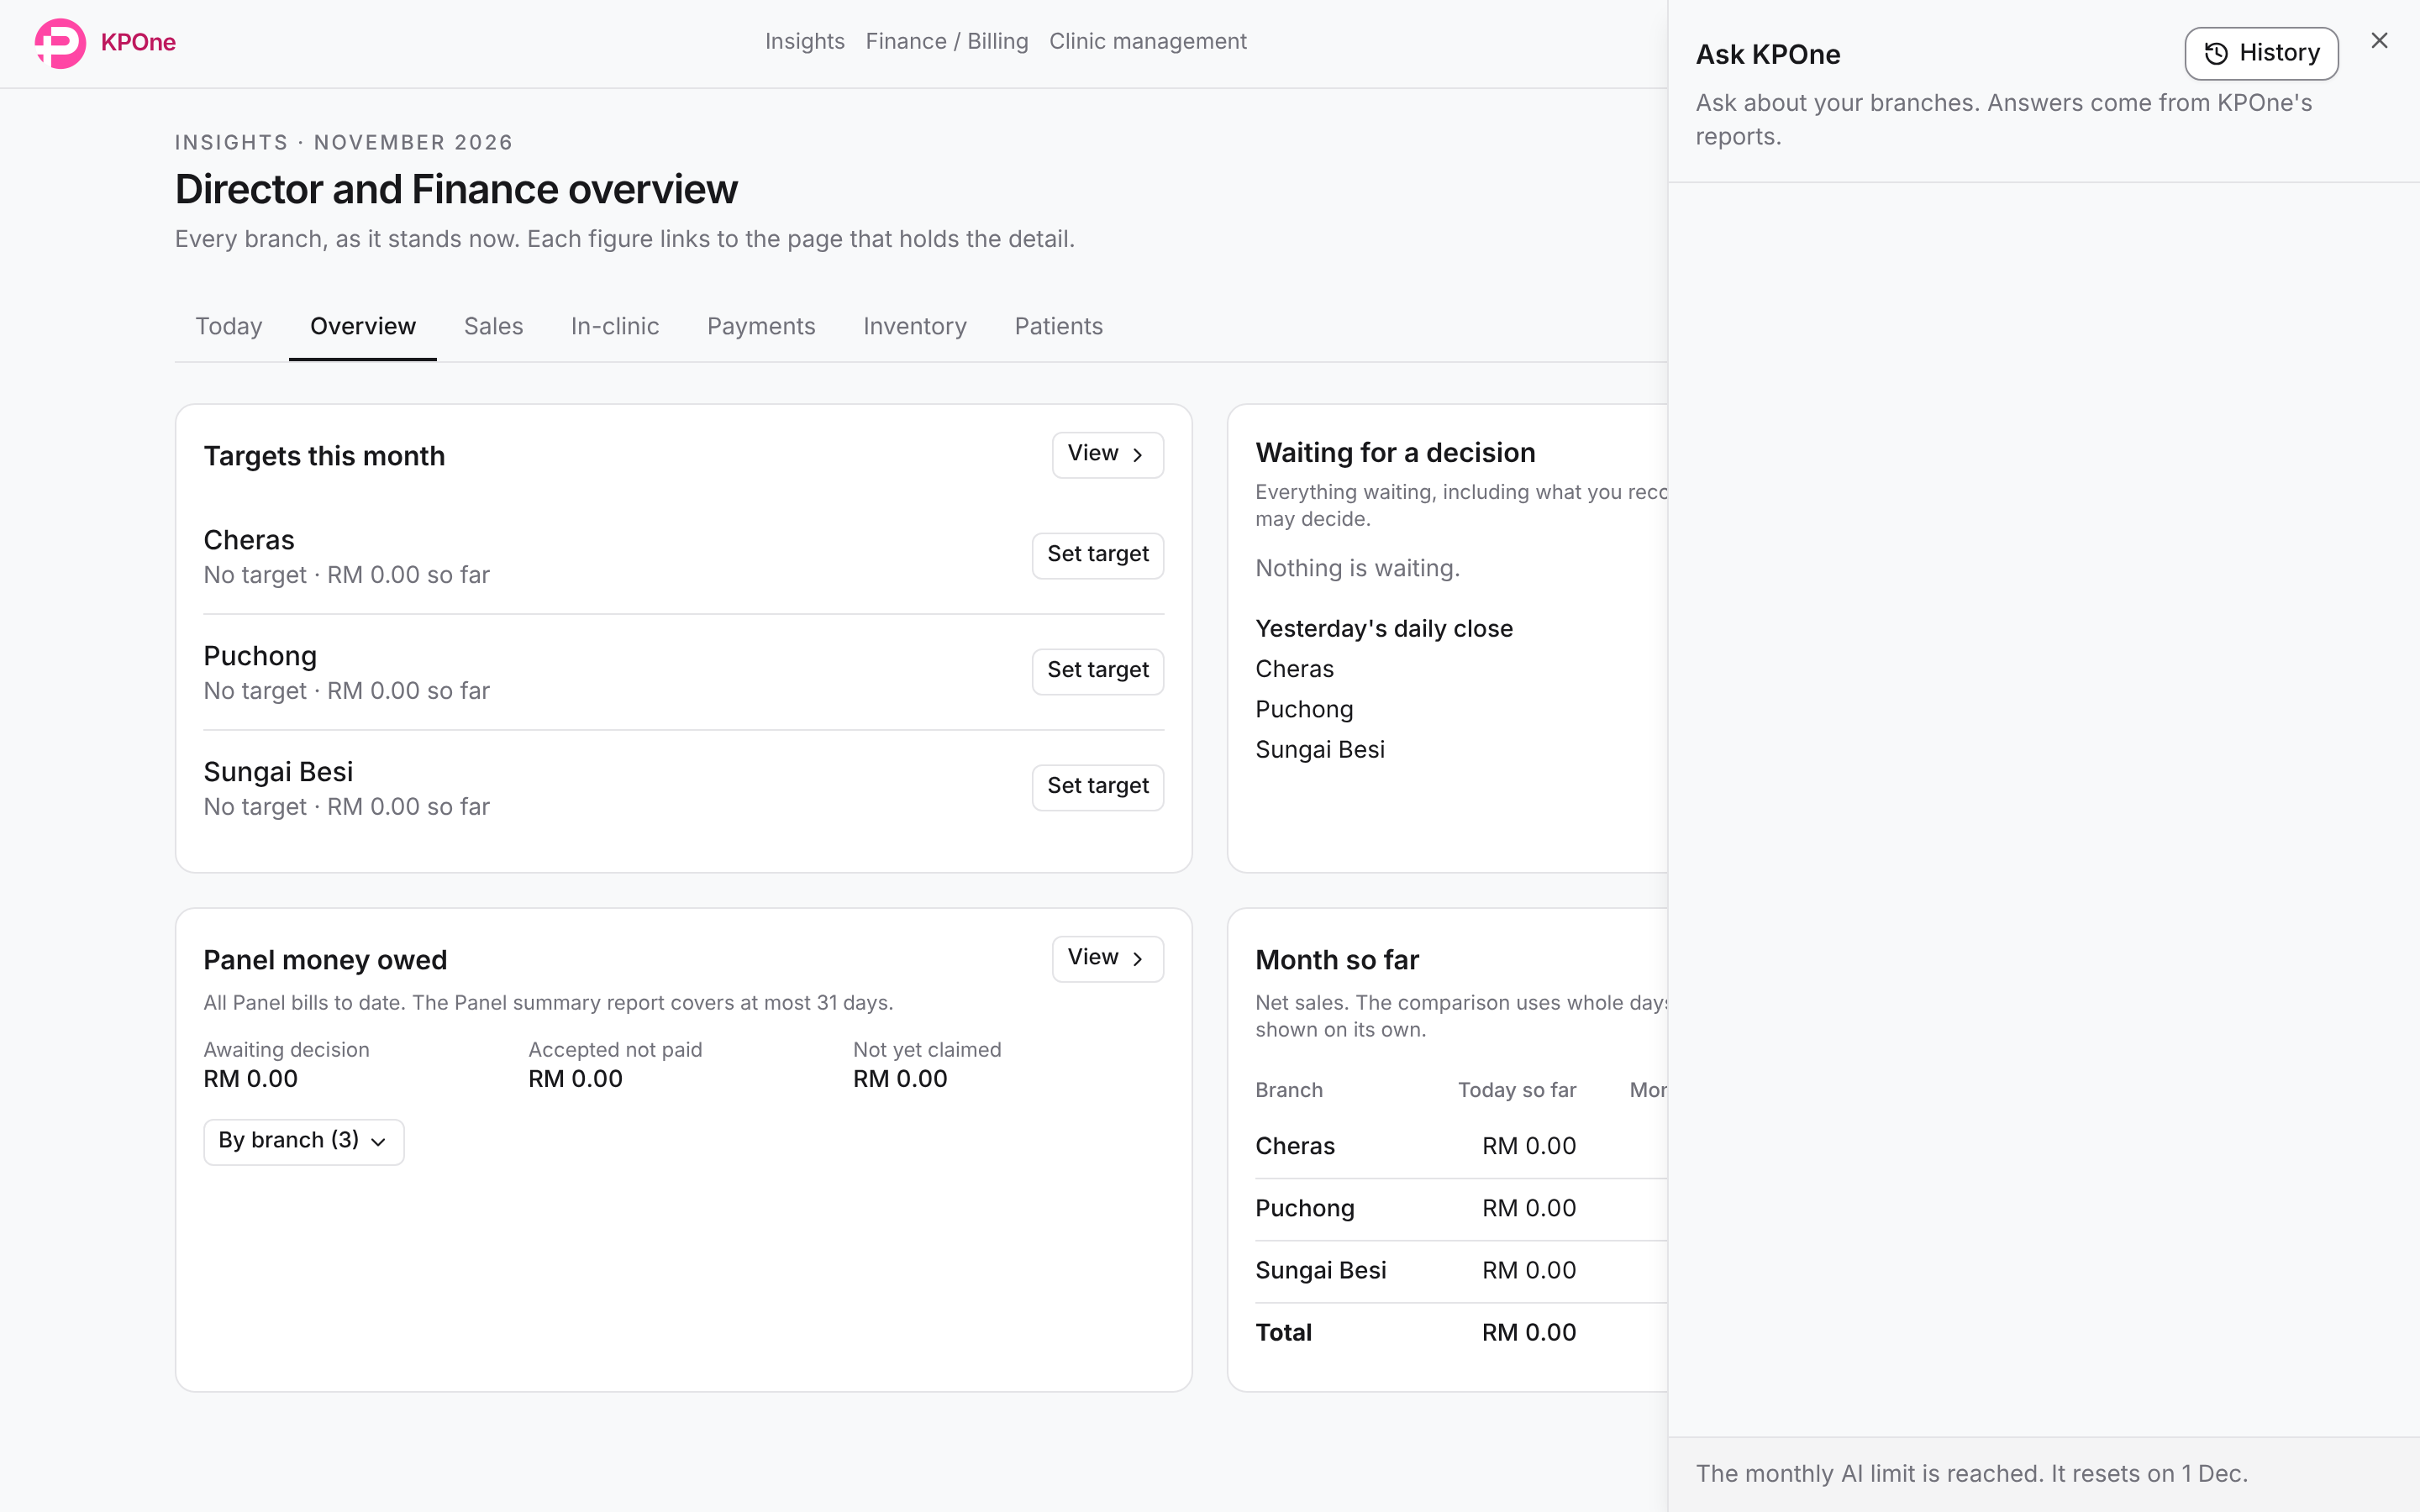 KPOne
Insights
Finance / Billing
Clinic management
INSIGHTS · NOVEMBER 2026
Director and Finance overview
Every branch, as it stands now. Each figure links to the page that holds the detail.
Today
Overview
Sales
In-clinic
Payments
Inventory
Patients
Targets this month
View
Cheras
No target · RM 0.00 so far
Set target
Puchong
No target · RM 0.00 so far
Set target
Sungai Besi
No target · RM 0.00 so far
Set target
Waiting for a decision
Everything waiting, including what you
may decide.
Nothing is waiting.
Yesterday's daily close
Cheras
Puchong
Sungai Besi
Panel money owed
View
All Panel bills to date. The Panel summary report covers at most 31 days.
Awaiting decision
RM 0.00
Accepted not paid
RM 0.00
Not yet claimed
RM 0.00
By branch (3)
Month so far
Net sales. The comparison uses whole days
shown on its own.
Branch
Today so far
Cheras
RM 0.00
Puchong
RM 0.00
Sungai Besi
RM 0.00
Total
RM 0.00
Ask KPOne
History
Ask about your branches. Answers come from KPOne's
reports.
The monthly AI limit is reached. It resets on 1 Dec.